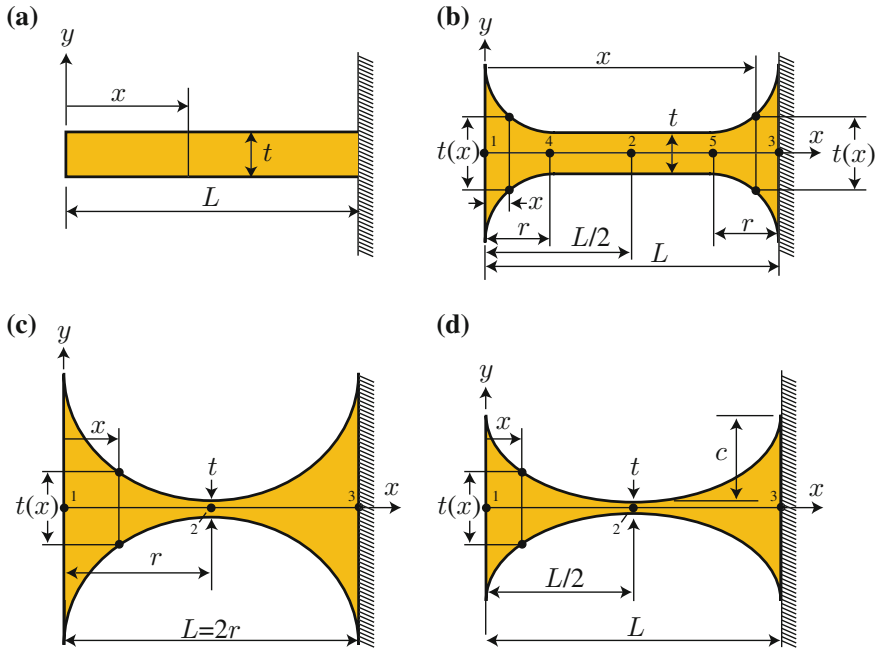 (a)
y
x
t
L
(b)
y
x
t
x
t(x)
1
4
2
5
3
t(x)
x
r
L/2
r
L
(c)
y
x
t
x
t(x)
1
2
3
r
L=2r
(d)
y
x
c
t
x
t(x)
1
2
3
L/2
L